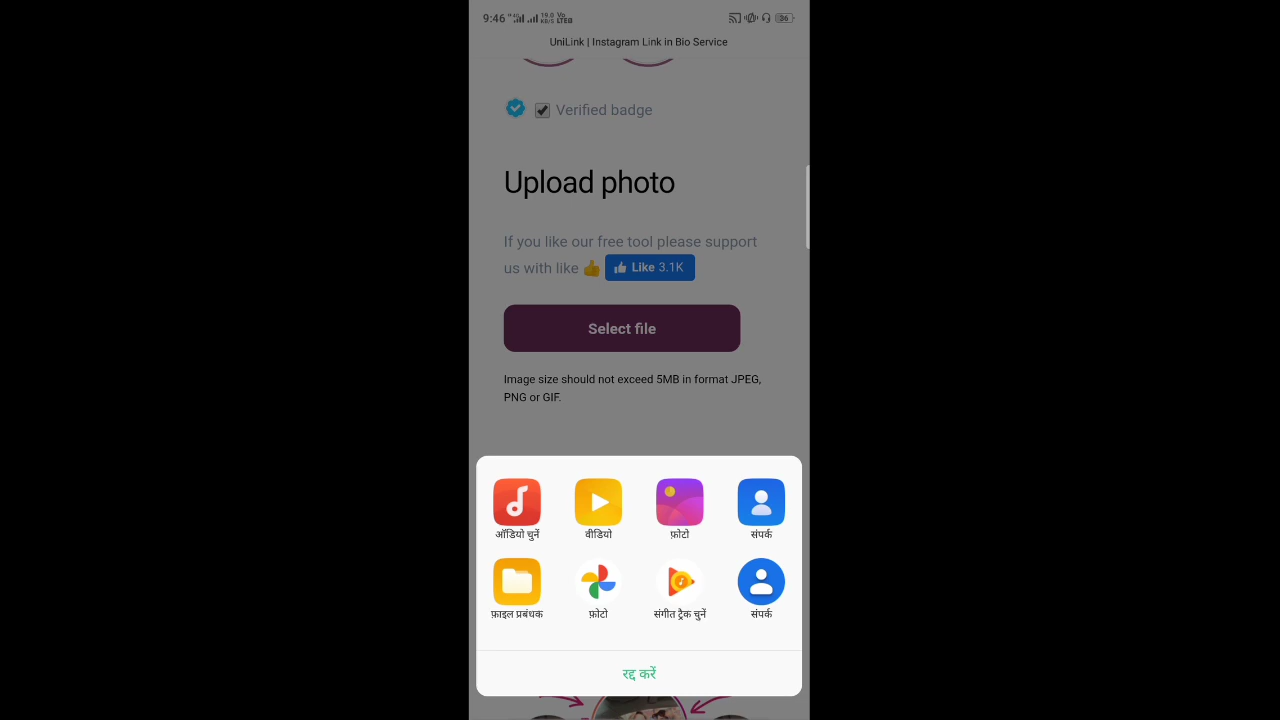 9:46
UniLink | Instagram Link in Bio Service
Verified badge
Upload photo
If you like our free tool please support
us with like 👍 Like 3.1K
Select file
Image size should not exceed 5MB in format JPEG,
PNG or GIF.
ऑडियो चुनें वीडियो फ़ोटो संपर्क
फ़ाइल प्रबंधक फ़ोटो संगीत ट्रैक चुनें संपर्क
रद्द करें